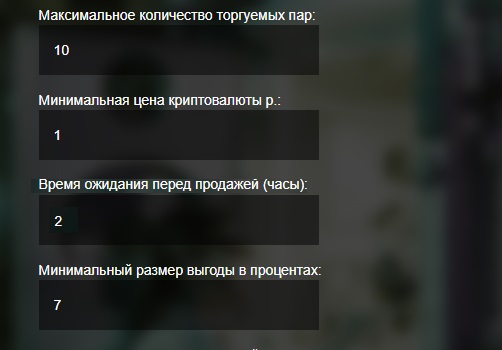 Максимальное количество торгуемых пар:
10
Минимальная цена криптовалюты р.:
1
Время ожидания перед продажей (часы):
2
Минимальный размер выгоды в процентах:
7